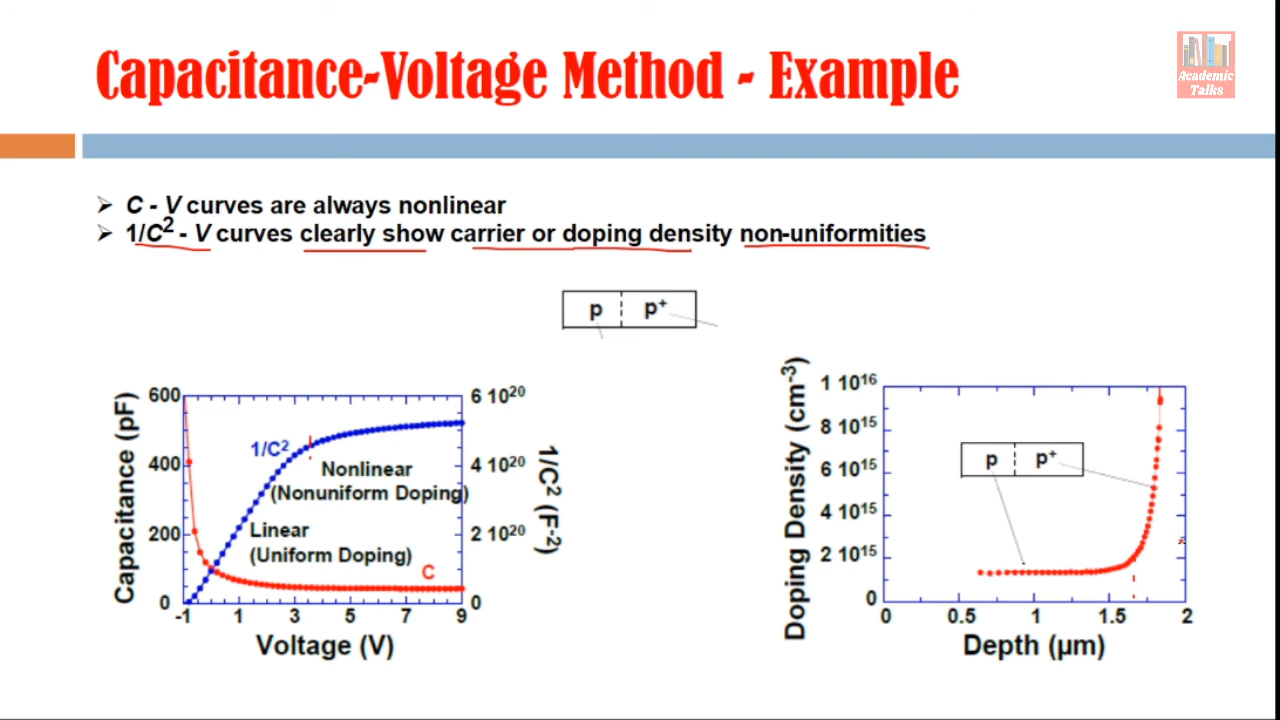 Capacitance-Voltage Method - Example
Academic
Talks
➢ C - V curves are always nonlinear
➢ 1/C² - V curves clearly show carrier or doping density non-uniformities
p p⁺
Capacitance (pF)
600
400
200
0
-1 1 3 5 7 9
Voltage (V)
1/C²
Nonlinear
(Nonuniform Doping)
Linear
(Uniform Doping)
C
6 10²⁰
4 10²⁰
2 10²⁰
0
1/C² (F⁻²)
Doping Density (cm⁻³)
1 10¹⁶
8 10¹⁵
6 10¹⁵
4 10¹⁵
2 10¹⁵
0
p p⁺
0 0.5 1 1.5 2
Depth (µm)